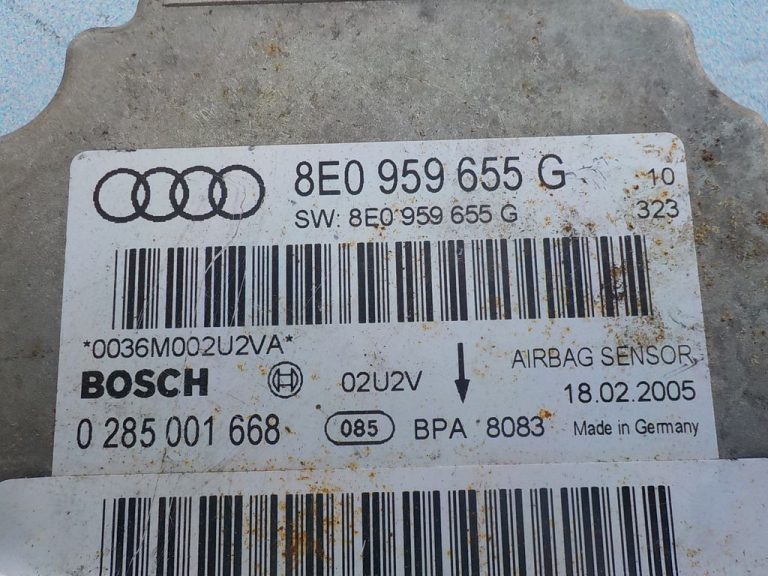 8E0 959 655 G 10
SW: 8E0 959 655 G 323
*0036M002U2VA*
BOSCH 02U2V AIRBAG SENSOR
18.02.2005
0 285 001 668 085 BPA 8083 Made in Germany